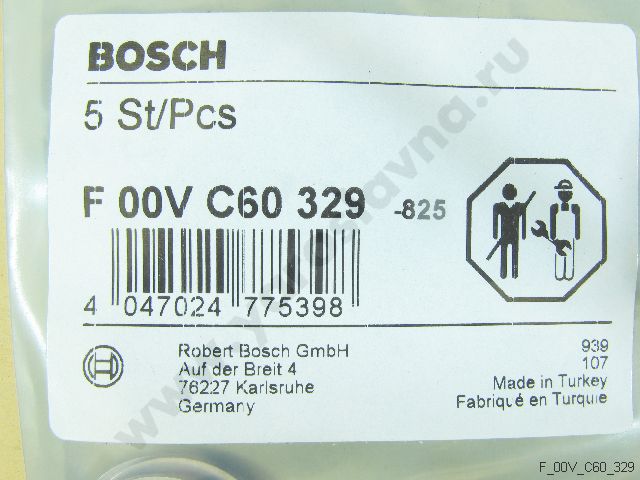 BOSCH
5 St/Pcs
F 00V C60 329 -825
4 047024 775398
Robert Bosch GmbH
Auf der Breit 4
76227 Karlsruhe
Germany
939
107
Made in Turkey
Fabriqué en Turquie
F_00V_C60_329